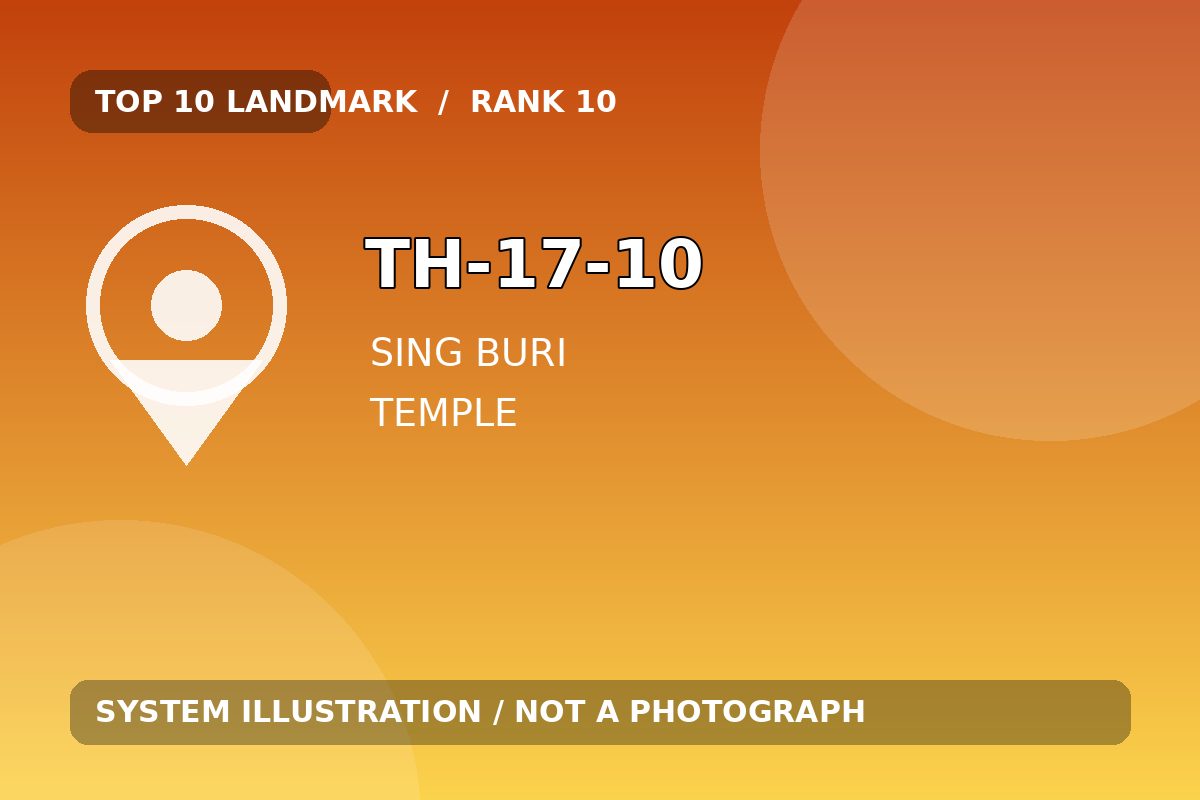 TOP 10 LANDMARK / RANK 10
TH-17-10
SING BURI
TEMPLE
SYSTEM ILLUSTRATION / NOT A PHOTOGRAPH